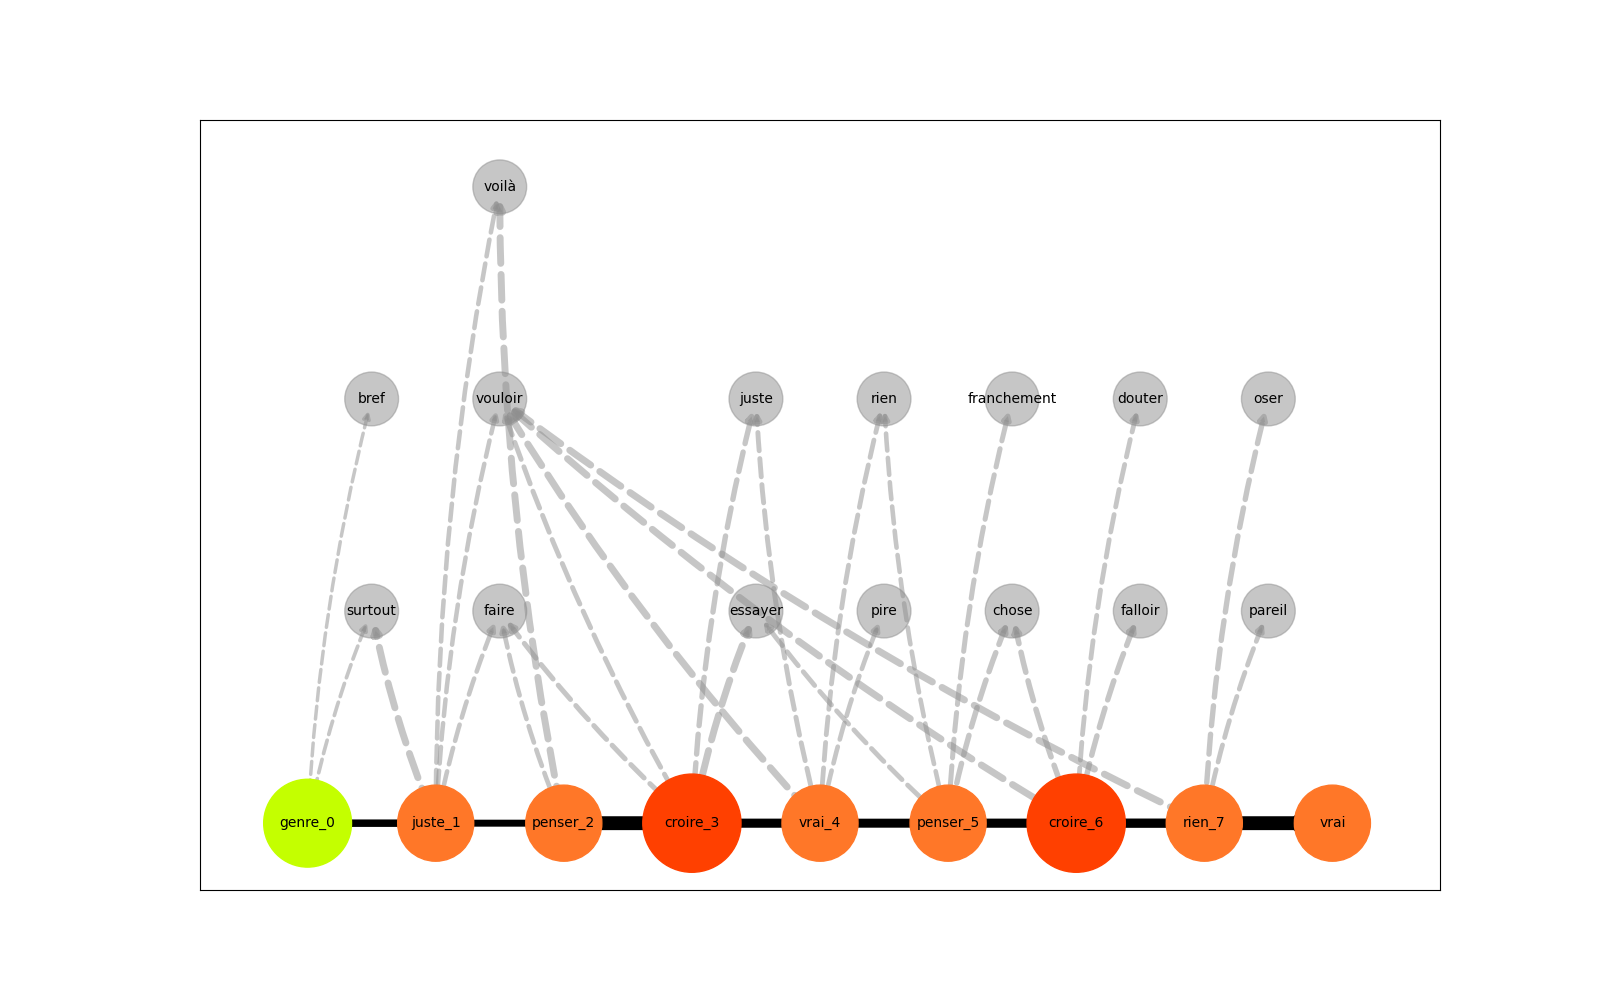 voilà
bref vouloir juste rien franchement douter oser
surtout faire essayer pire chose falloir pareil
genre_0 juste_1 penser_2 croire_3 vrai_4 penser_5 croire_6 rien_7 vrai